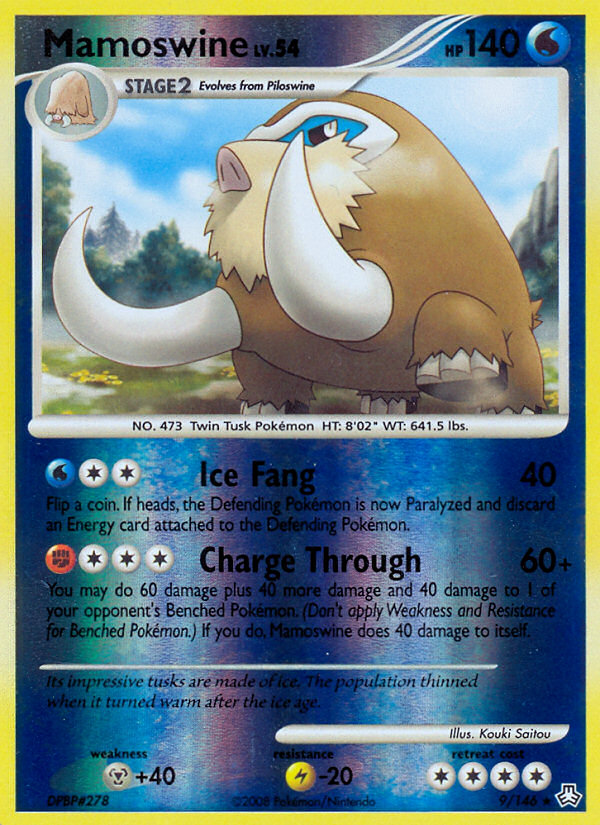 Mamoswine LV.54 HP 140
STAGE2 Evolves from Piloswine
NO. 473 Twin Tusk Pokémon HT: 8'02" WT: 641.5 lbs.
Ice Fang 40
Flip a coin. If heads, the Defending Pokémon is now Paralyzed and discard
an Energy card attached to the Defending Pokémon.
Charge Through 60+
You may do 60 damage plus 40 more damage and 40 damage to 1 of
your opponent's Benched Pokémon. (Don't apply Weakness and Resistance
for Benched Pokémon.) If you do, Mamoswine does 40 damage to itself.
Its impressive tusks are made of ice. The population thinned
when it turned warm after the ice age.
Illus. Kouki Saitou
weakness resistance retreat cost
+40 -20
DPBP#278 ©2008 Pokémon/Nintendo 9/146 ★